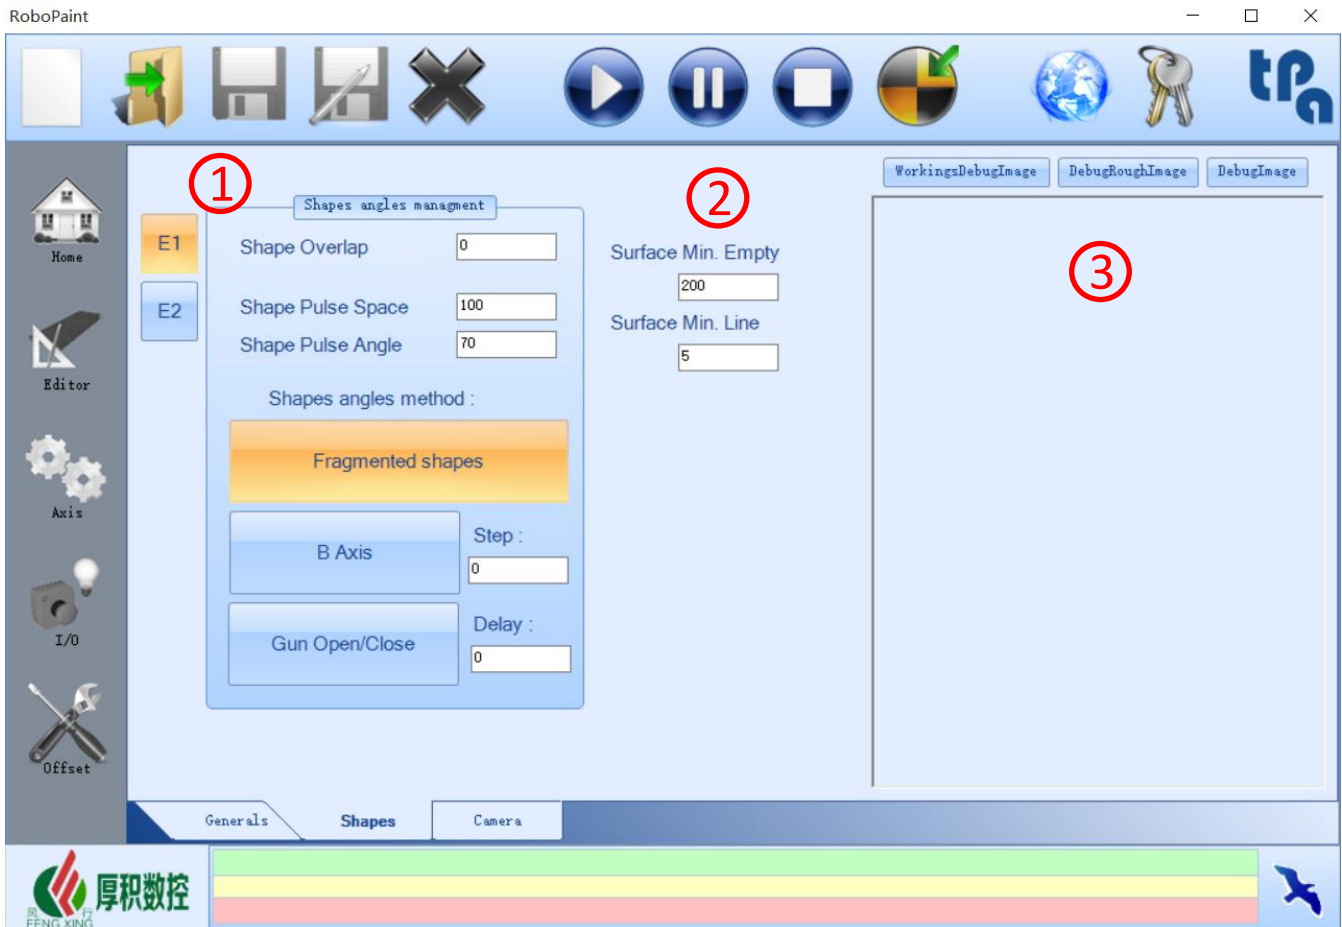 RoboPaint
tpa
1
2
3
WorkingsDebugImage
DebugRoughImage
DebugImage
Home
Editor
Axis
I/O
Offset
E1
E2
Shapes angles managment
Shape Overlap
0
Shape Pulse Space
100
Shape Pulse Angle
70
Shapes angles method :
Fragmented shapes
B Axis
Step :
0
Gun Open/Close
Delay :
0
Surface Min. Empty
200
Surface Min. Line
5
Generals
Shapes
Camera
厚积数控
风行
FENG XING